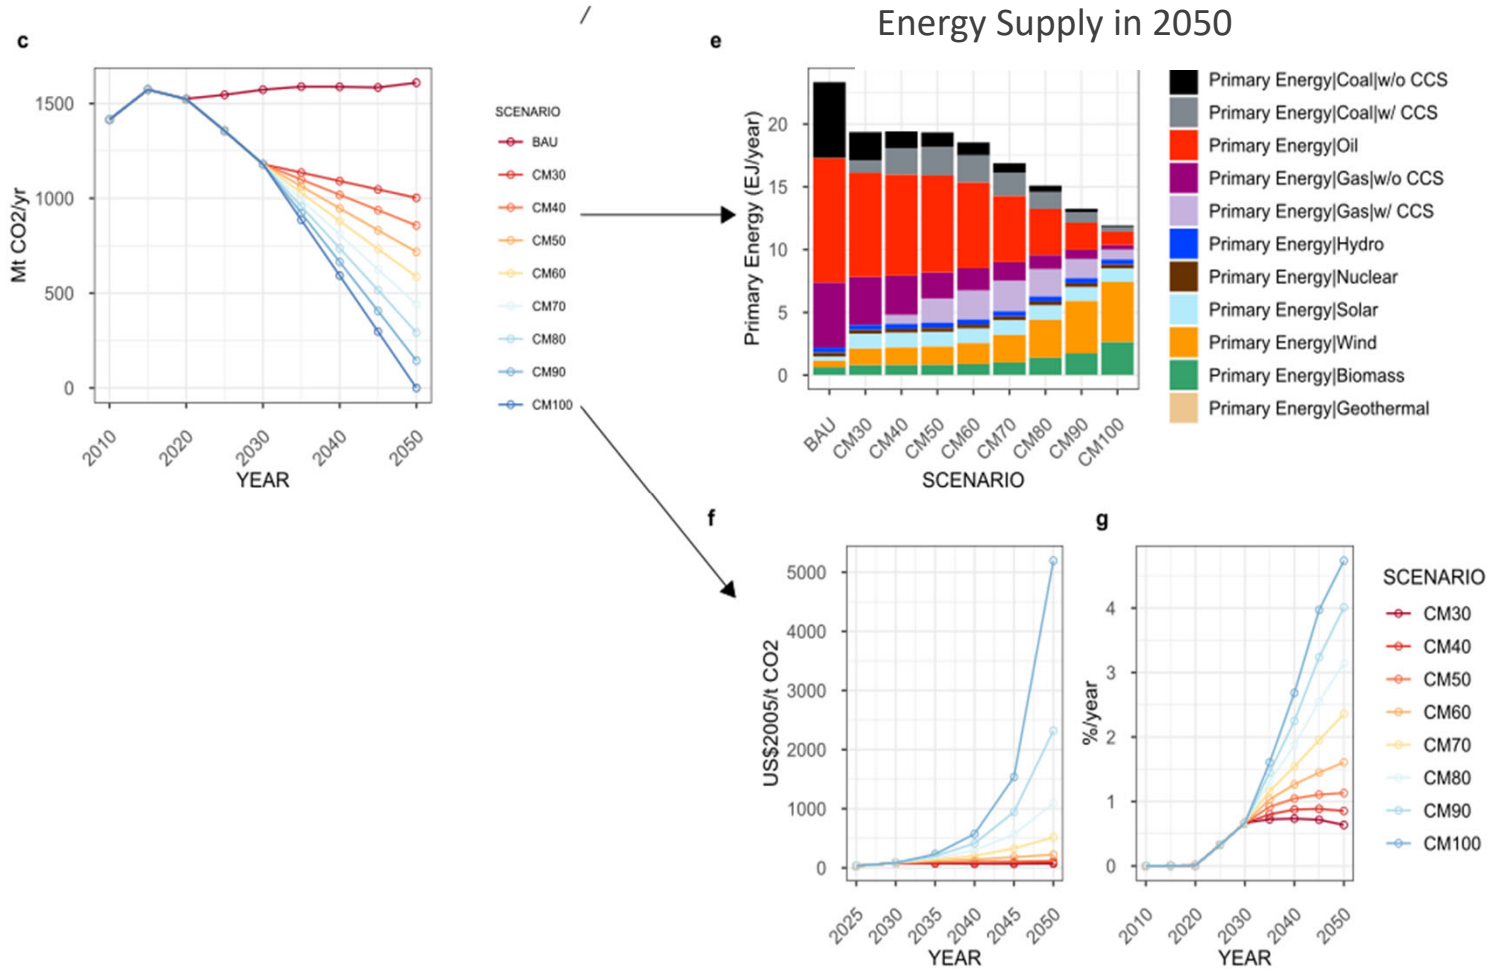 Energy Supply in 2050
c
Mt CO2/yr
1500
1000
500
0
2010
2020
2030
2040
2050
YEAR
SCENARIO
BAU
CM30
CM40
CM50
CM60
CM70
CM80
CM90
CM100
e
Primary Energy (EJ/year)
20
15
10
5
0
BAU
CM30
CM40
CM50
CM60
CM70
CM80
CM90
CM100
SCENARIO
Primary Energy|Coal|w/o CCS
Primary Energy|Coal|w/ CCS
Primary Energy|Oil
Primary Energy|Gas|w/o CCS
Primary Energy|Gas|w/ CCS
Primary Energy|Hydro
Primary Energy|Nuclear
Primary Energy|Solar
Primary Energy|Wind
Primary Energy|Biomass
Primary Energy|Geothermal
f
US$2005/t CO2
5000
4000
3000
2000
1000
0
2025
2030
2035
2040
2045
2050
YEAR
g
%/year
4
3
2
1
0
2010
2020
2030
2040
2050
YEAR
SCENARIO
CM30
CM40
CM50
CM60
CM70
CM80
CM90
CM100